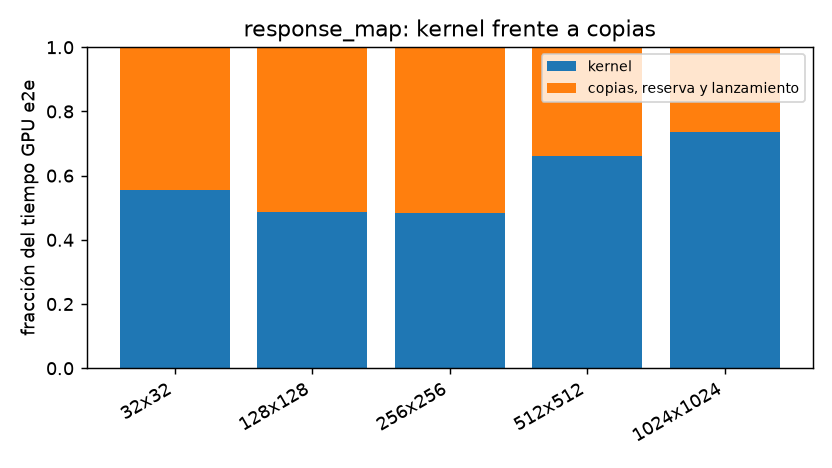 response_map: kernel frente a copias
fracción del tiempo GPU e2e
1.0
0.8
0.6
0.4
0.2
0.0
kernel
copias, reserva y lanzamiento
32x32
128x128
256x256
512x512
1024x1024